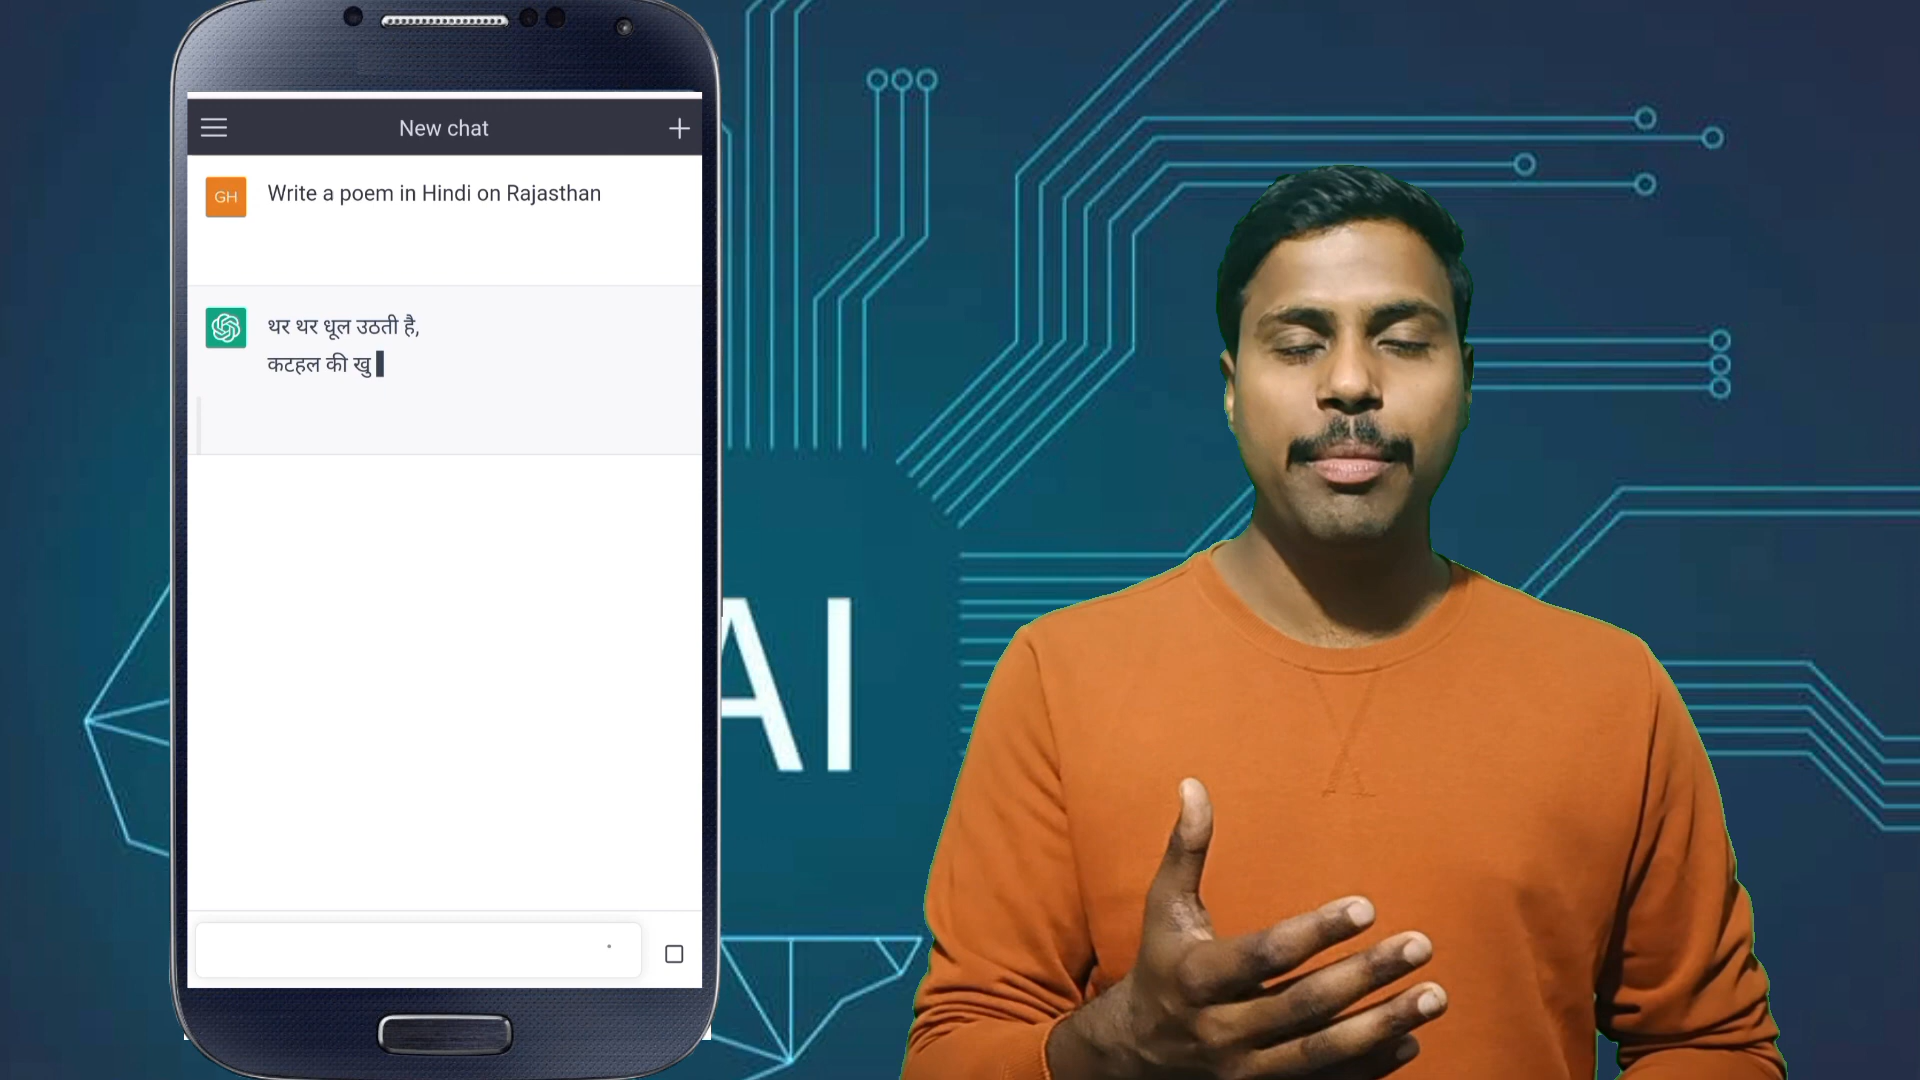 New chat
GH
Write a poem in Hindi on Rajasthan
थर थर धूल उठती है,
कटहल की खु
AI